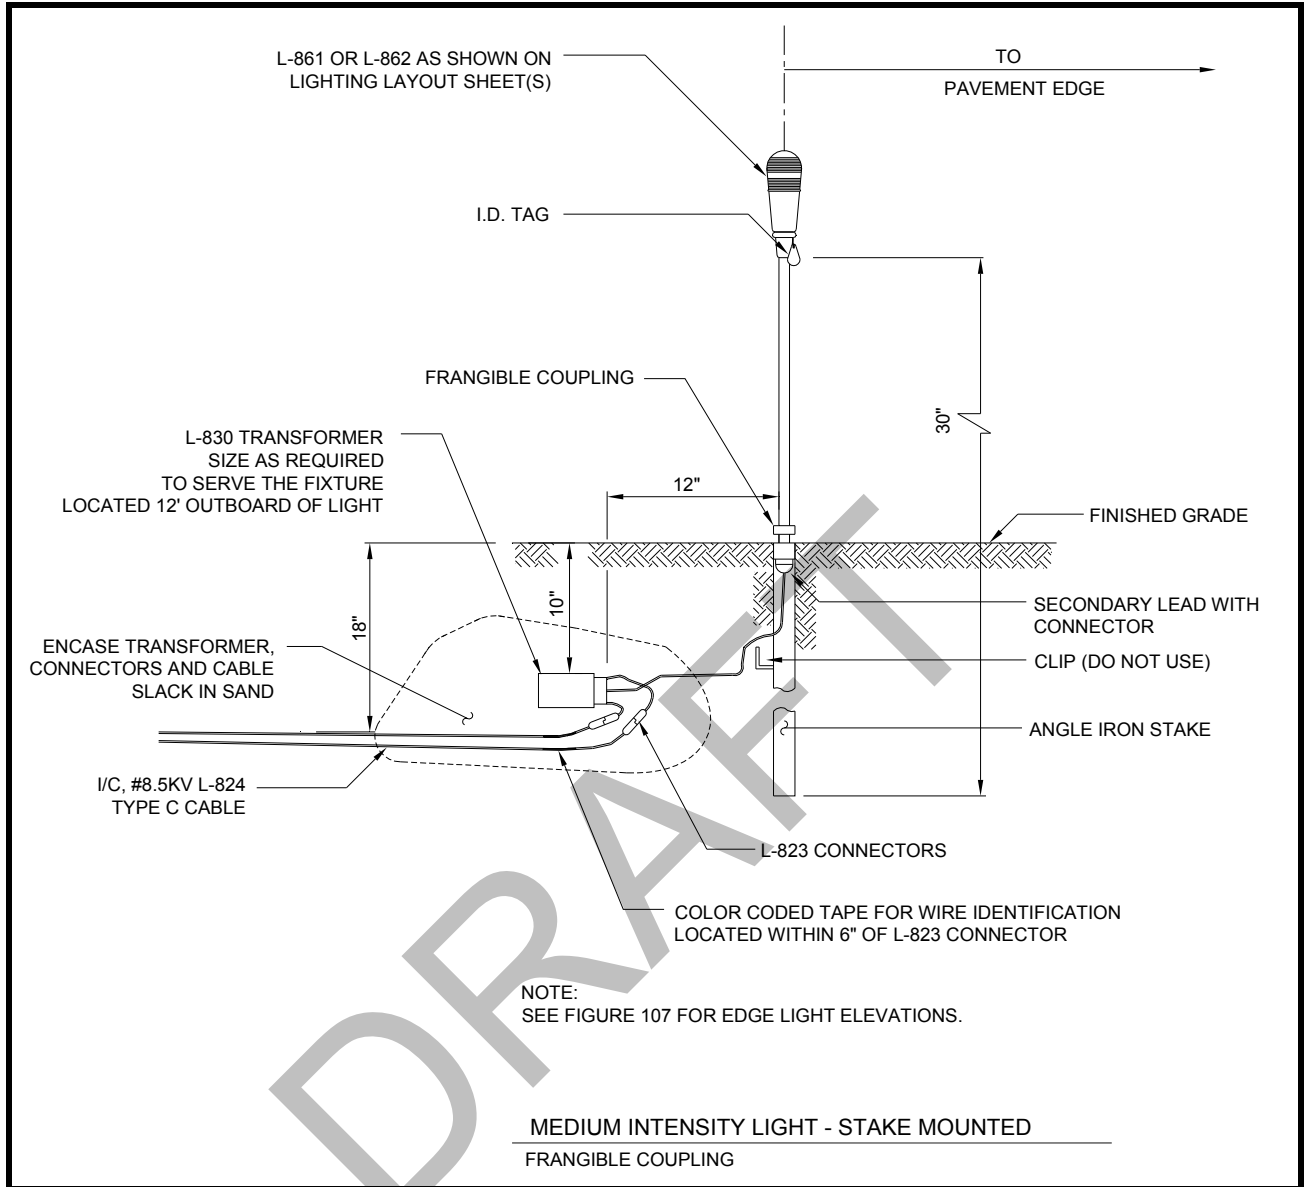 L-861 OR L-862 AS SHOWN ON
LIGHTING LAYOUT SHEET(S)
TO
PAVEMENT EDGE
I.D. TAG
FRANGIBLE COUPLING
30"
L-830 TRANSFORMER
SIZE AS REQUIRED
TO SERVE THE FIXTURE
LOCATED 12' OUTBOARD OF LIGHT
12"
FINISHED GRADE
18"
10"
SECONDARY LEAD WITH
CONNECTOR
ENCASE TRANSFORMER,
CONNECTORS AND CABLE
SLACK IN SAND
CLIP (DO NOT USE)
ANGLE IRON STAKE
I/C, #8.5KV L-824
TYPE C CABLE
L-823 CONNECTORS
COLOR CODED TAPE FOR WIRE IDENTIFICATION
LOCATED WITHIN 6" OF L-823 CONNECTOR
NOTE:
SEE FIGURE 107 FOR EDGE LIGHT ELEVATIONS.
MEDIUM INTENSITY LIGHT - STAKE MOUNTED
FRANGIBLE COUPLING
DRAFT